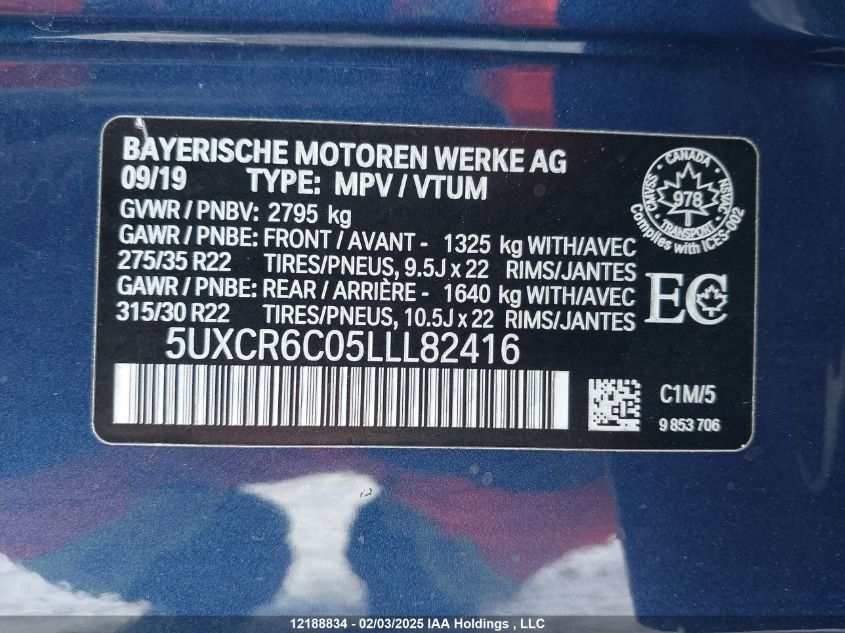 BAYERISCHE MOTOREN WERKE AG
09/19 TYPE: MPV / VTUM
GVWR / PNBV: 2795 kg
GAWR / PNBE: FRONT / AVANT - 1325 kg WITH/AVEC
275/35 R22 TIRES/PNEUS, 9.5J x 22 RIMS/JANTES
GAWR / PNBE: REAR / ARRIÈRE - 1640 kg WITH/AVEC
315/30 R22 TIRES/PNEUS, 10.5J x 22 RIMS/JANTES
5UXCR6C05LLL82416
CANADA
CMVSS 978 NSVAC
TRANSPORT
Complies with ICES-002
EC
C1M/5
9 853 706
12188834 - 02/03/2025 IAA Holdings , LLC